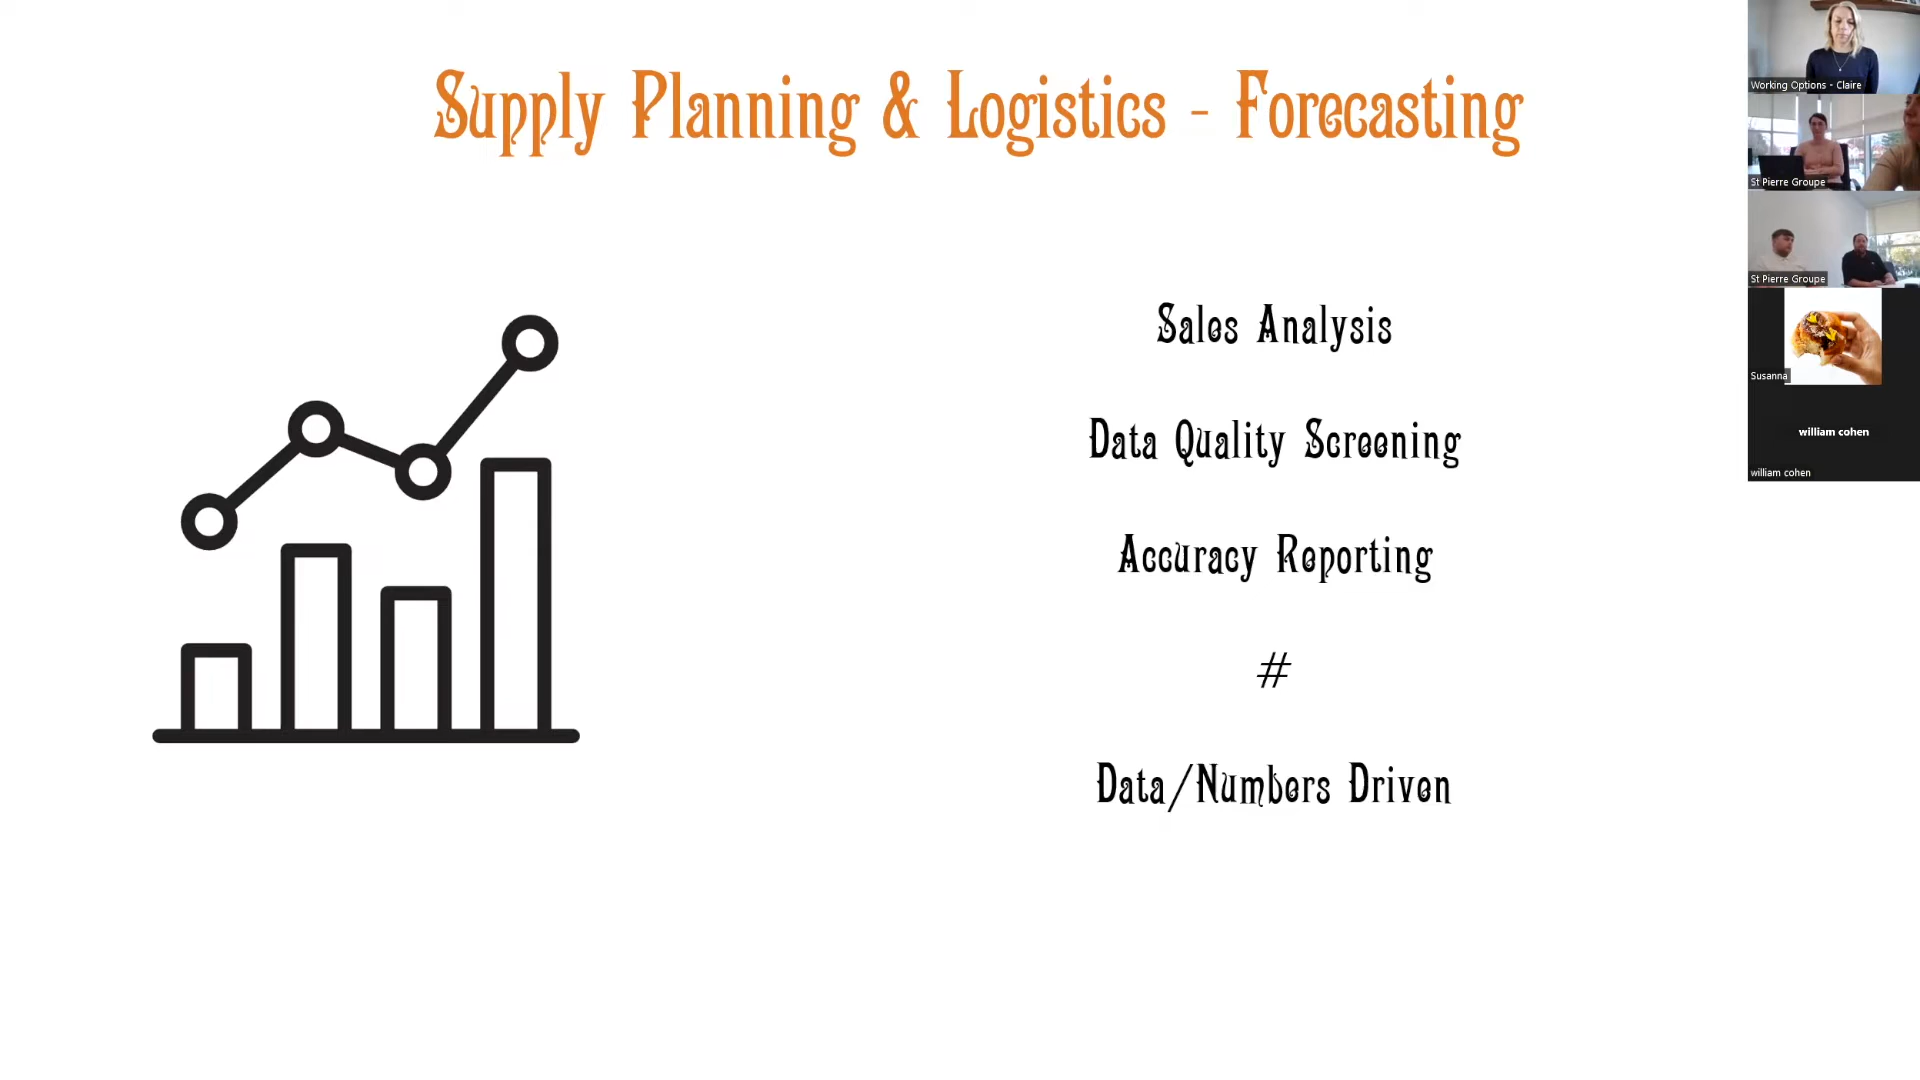 Supply Planning & Logistics - Forecasting
Sales Analysis
Data Quality Screening
Accuracy Reporting
#
Data/Numbers Driven
Working Options - Claire
St Pierre Groupe
St Pierre Groupe
Susanna
william cohen
william cohen